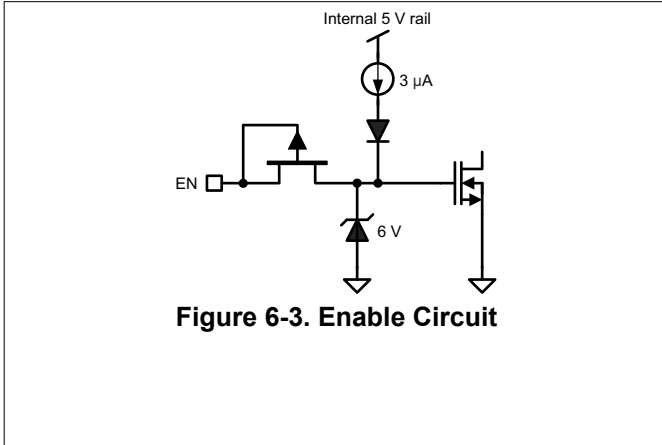 Internal 5 V rail
3 µA
EN
6 V
Figure 6-3. Enable Circuit